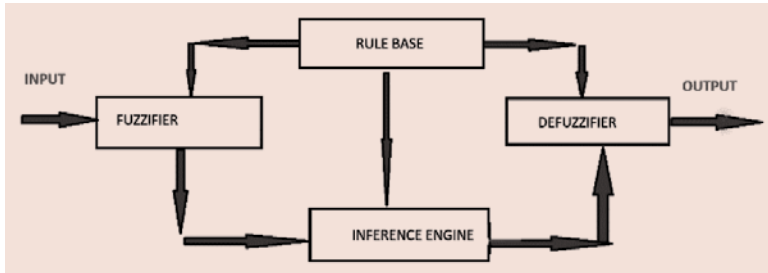 RULE BASE
INPUT
OUTPUT
FUZZIFIER
DEFUZZIFIER
INFERENCE ENGINE